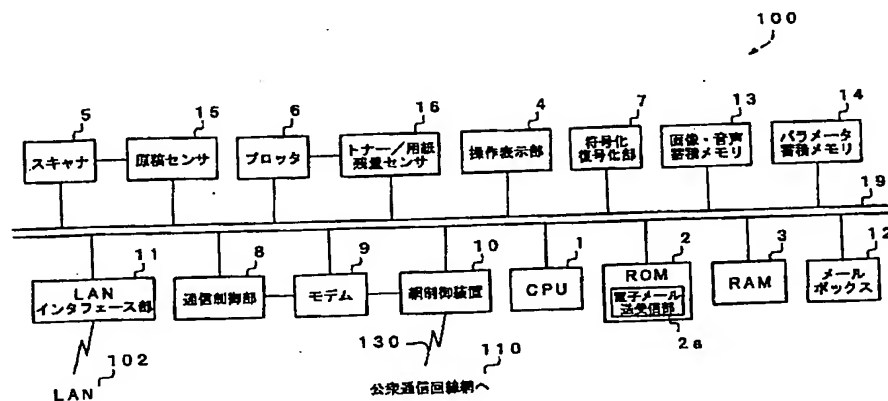 100
5
15
6
16
4
7
13
14
スキャナ
原稿センサ
プロッタ
トナー/用紙
残量センサ
操作表示部
符号化
復号化部
画像・音声
蓄積メモリ
パラメータ
蓄積メモリ
19
11
8
9
10
1
2
3
12
LAN
インタフェース部
通信制御部
モデム
網制御装置
CPU
ROM
電子メール
送受信部
RAM
メール
ボックス
2a
102
LAN
130
110
公衆通信回線網へ